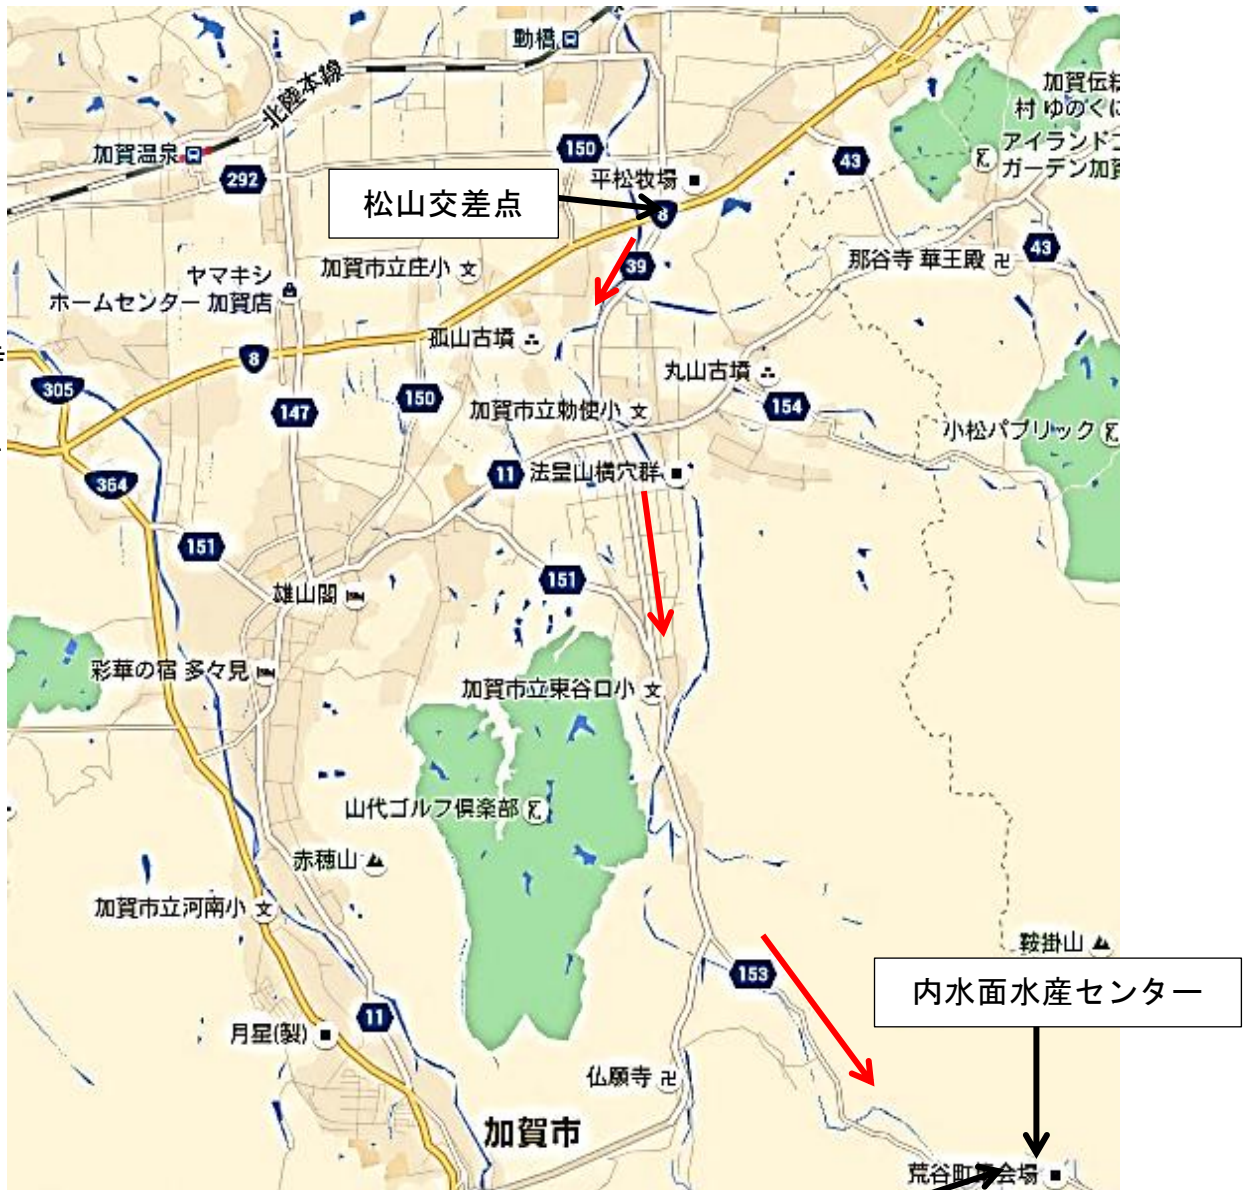 動橋
北陸本線
加賀伝統
村 ゆのくに
アイランド
ガーデン加賀
加賀温泉
150
43
292
平松牧場
松山交差点
8
那谷寺 華王殿
43
加賀市立庄小
39
ヤマキシ
ホームセンター 加賀店
孤山古墳
8
305
丸山古墳
150
147
加賀市立勅使小
154
小松パブリック
11
法皇山横穴群
364
151
151
雄山閣
彩華の宿 多々見
加賀市立東谷口小
山代ゴルフ倶楽部
赤穂山
加賀市立河南小
鞍掛山
153
内水面水産センター
11
月星(製)
仏願寺
加賀市
荒谷町 会場